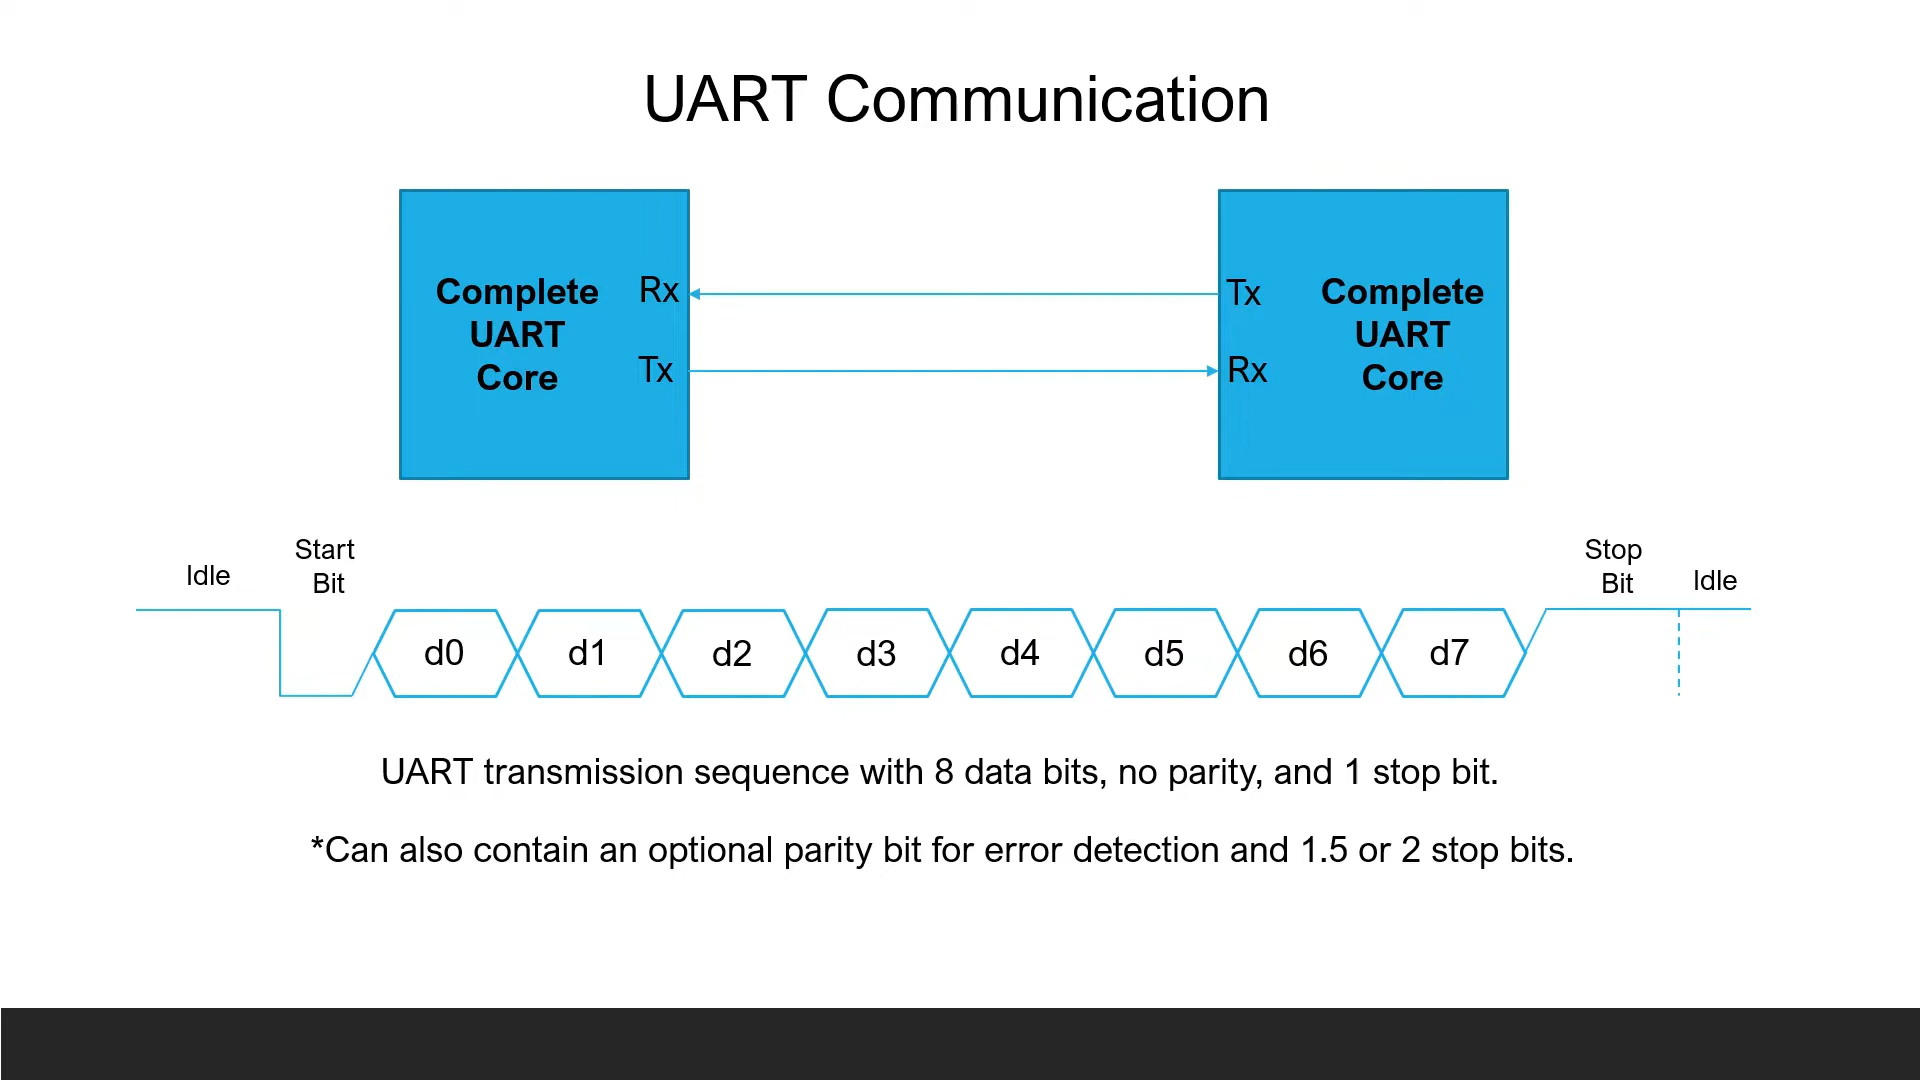 UART Communication
Complete
UART
Core
Rx
Tx
Tx
Rx
Complete
UART
Core
Idle
Start
Bit
d0
d1
d2
d3
d4
d5
d6
d7
Stop
Bit
Idle
UART transmission sequence with 8 data bits, no parity, and 1 stop bit.
*Can also contain an optional parity bit for error detection and 1.5 or 2 stop bits.